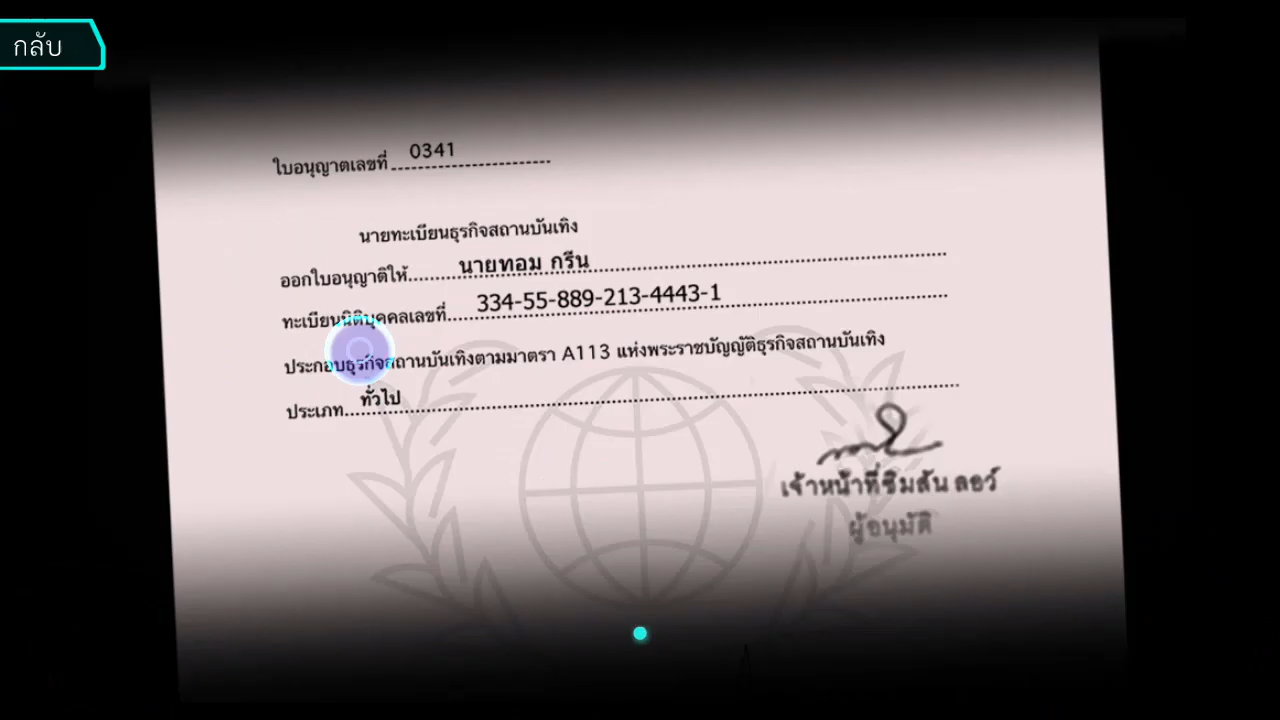 กลับ
ใบอนุญาตเลขที่ 0341
นายทะเบียนธุรกิจสถานบันเทิง
ออกใบอนุญาติให้ นายทอม กรีน
ทะเบียนนิติบุคคลเลขที่ 334-55-889-213-4443-1
ประกอบธุรกิจสถานบันเทิงตามมาตรา A113 แห่งพระราชบัญญัติธุรกิจสถานบันเทิง
ประเภท ทั่วไป
เจ้าหน้าที่ซิมสัน ลอว์
ผู้อนุมัติ